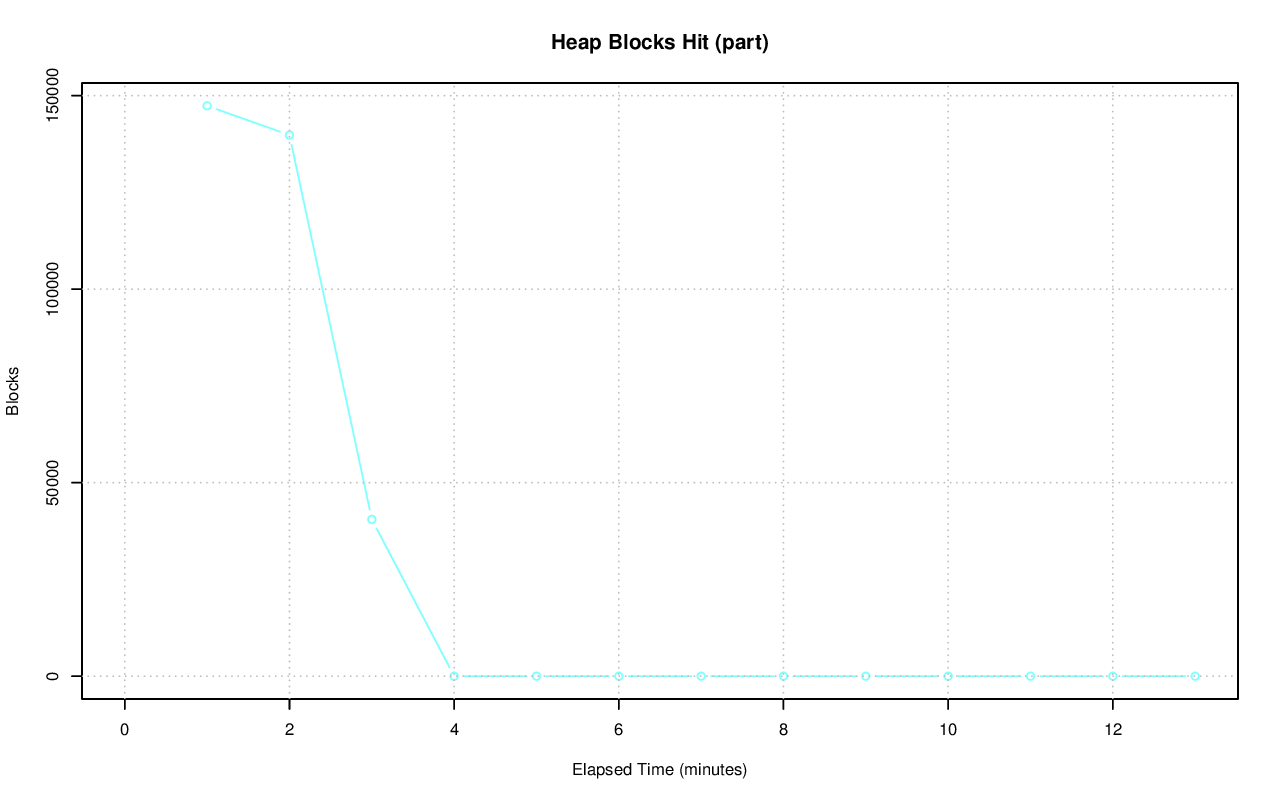 Heap Blocks Hit (part)
150000
100000
50000
0
Blocks
0 2 4 6 8 10 12
Elapsed Time (minutes)